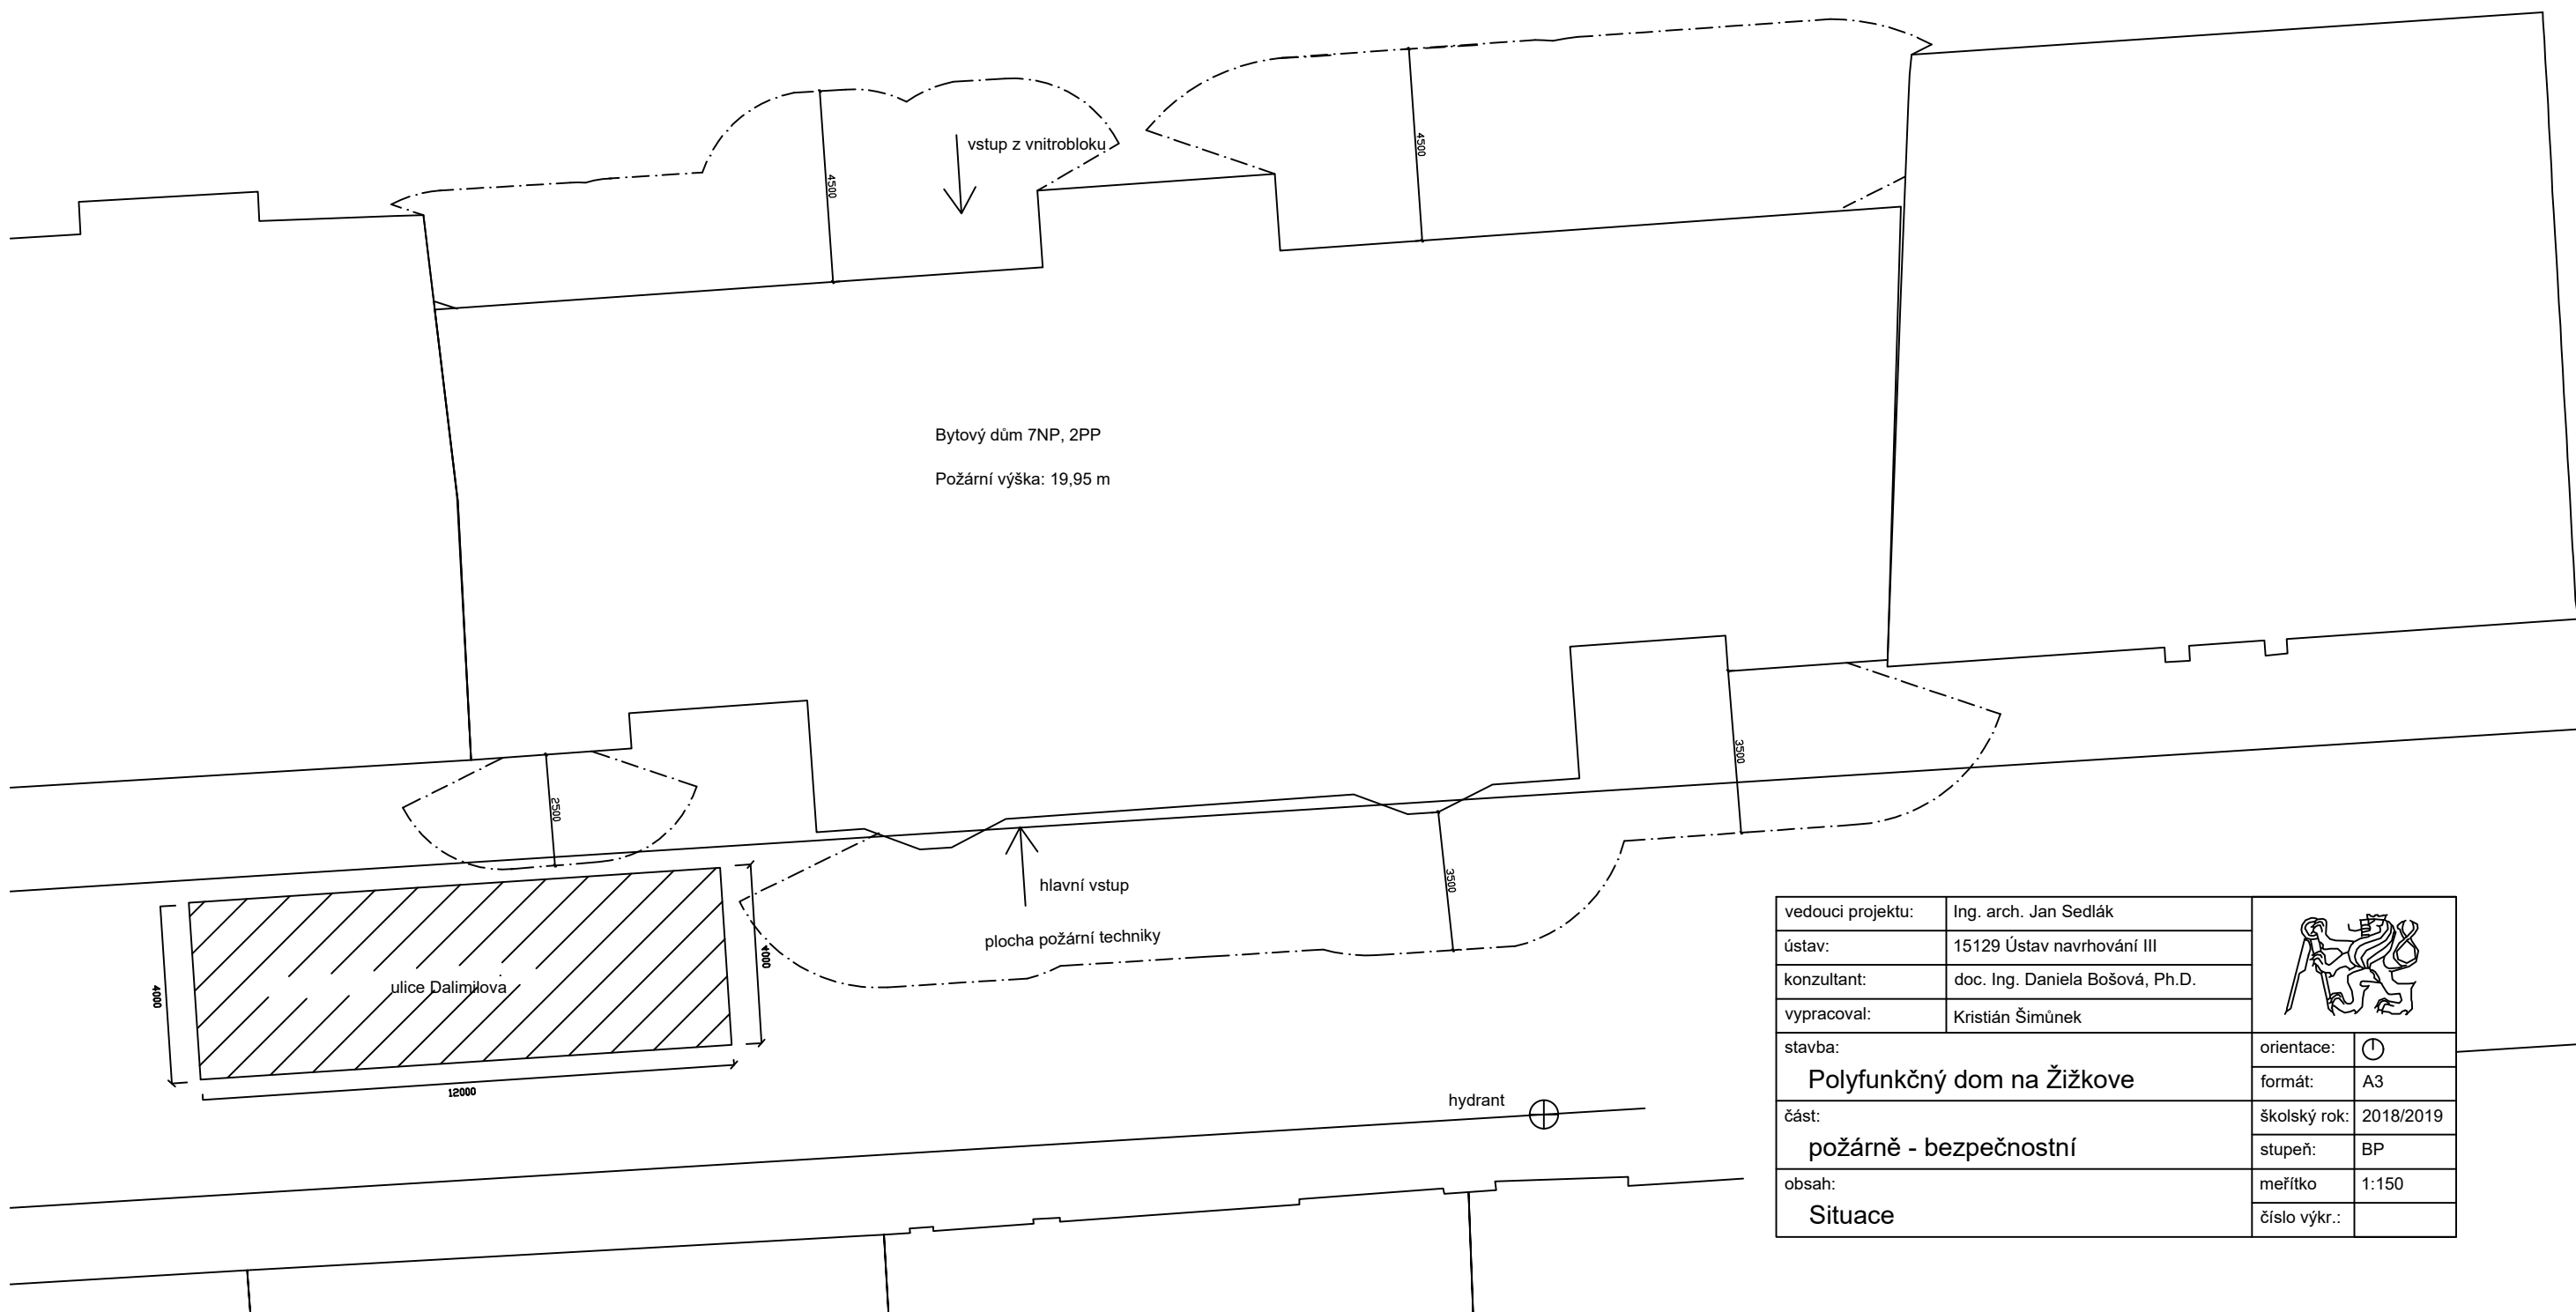 vstup z vnitrobloku
4500
4500
Bytový dům 7NP, 2PP
Požární výška: 19,95 m
2500
3500
3500
hlavní vstup
plocha požární techniky
4000
4000
ulice Dalimilova
12000
hydrant
vedouci projektu: Ing. arch. Jan Sedlák
ústav: 15129 Ústav navrhování III
konzultant: doc. Ing. Daniela Bošová, Ph.D.
vypracoval: Kristián Šimůnek
stavba:
Polyfunkčný dom na Žižkove
část:
požárně - bezpečnostní
obsah:
Situace
orientace:
formát: A3
školský rok: 2018/2019
stupeň: BP
meřítko 1:150
číslo výkr.: